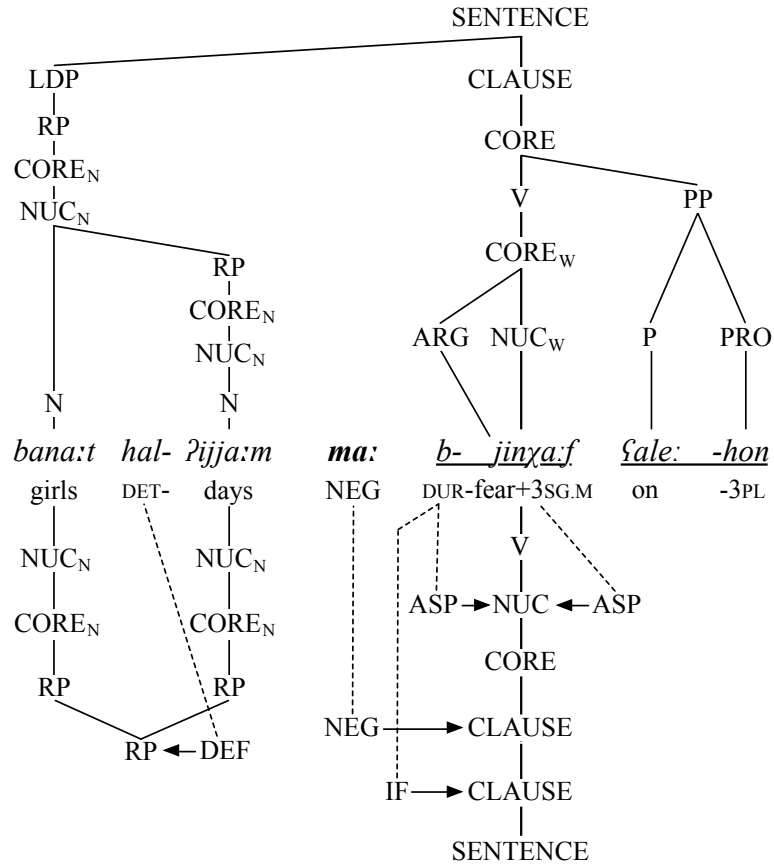 SENTENCE
LDP CLAUSE
RP CORE
CORE_N
V PP
NUC_N
RP CORE_W
CORE_N
ARG NUC_W P PRO
NUC_N
N N
bana:t hal- ʔijja:m ma: b- jinχa:f ʕale: -hon
girls DET- days NEG DUR-fear+3SG.M on -3PL
NUC_N NUC_N V
CORE_N CORE_N ASP NUC ASP
CORE
RP RP
NEG CLAUSE
RP DEF
IF CLAUSE
SENTENCE